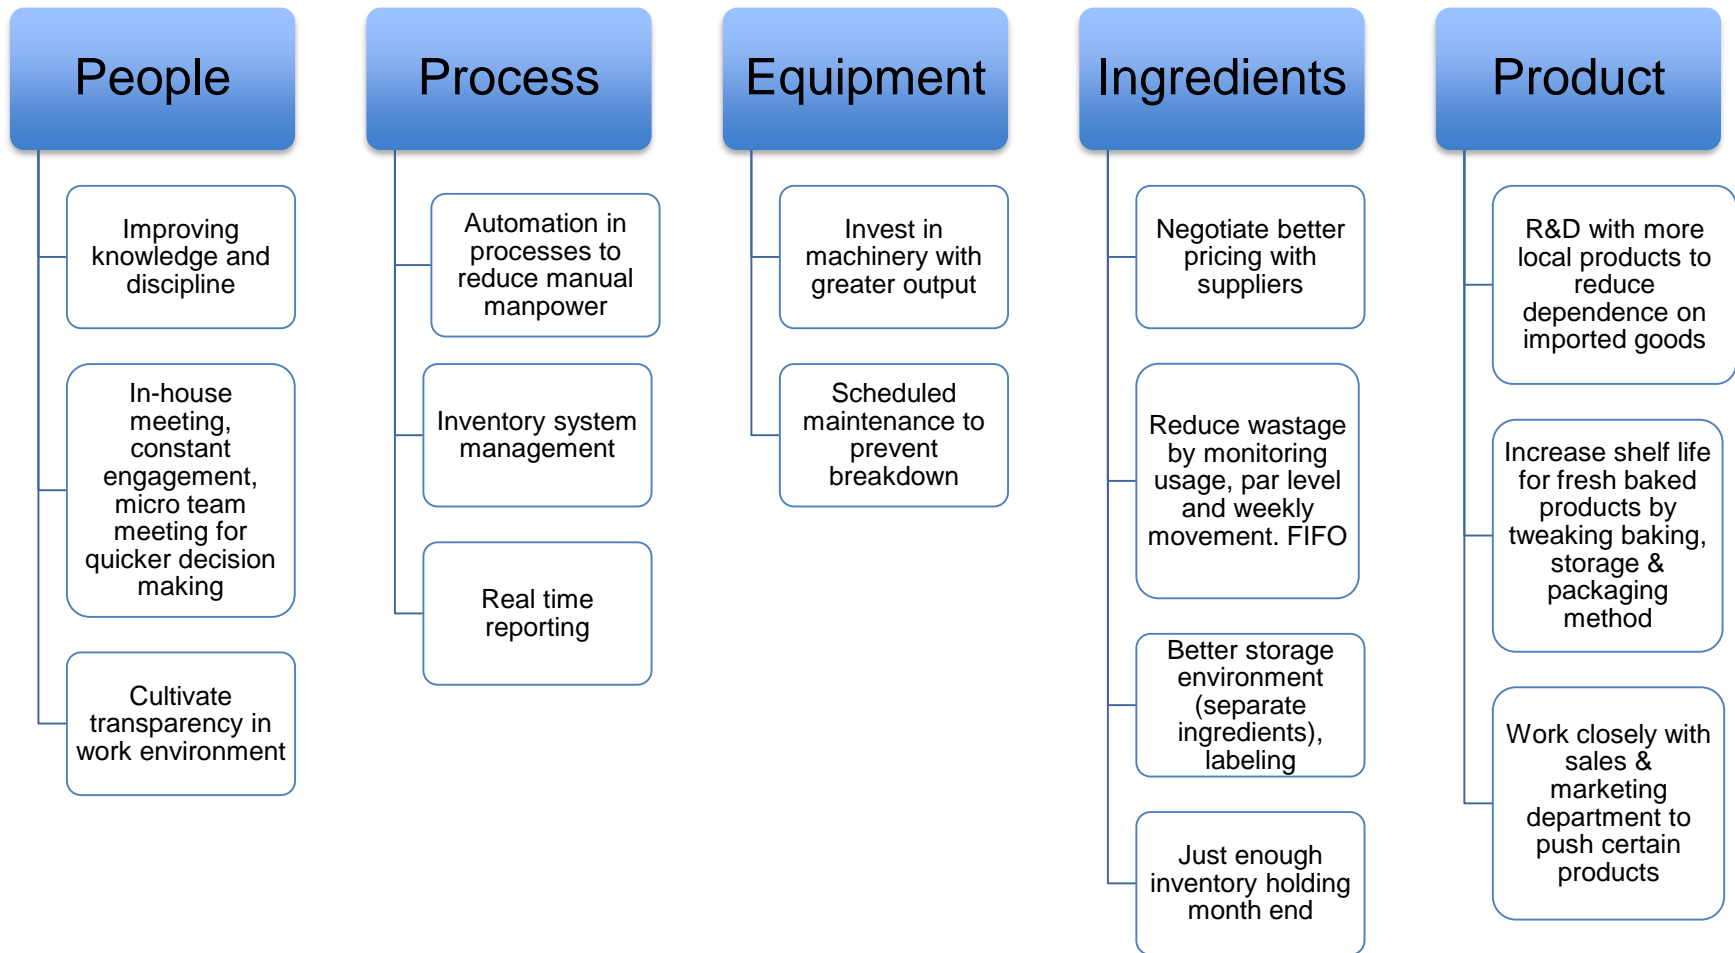 People
Improving
knowledge and
discipline
In-house
meeting,
constant
engagement,
micro team
meeting for
quicker decision
making
Cultivate
transparency in
work environment
Process
Automation in
processes to
reduce manual
manpower
Inventory system
management
Real time
reporting
Equipment
Invest in
machinery with
greater output
Scheduled
maintenance to
prevent
breakdown
Ingredients
Negotiate better
pricing with
suppliers
Reduce wastage
by monitoring
usage, par level
and weekly
movement. FIFO
Better storage
environment
(separate
ingredients),
labeling
Just enough
inventory holding
month end
Product
R&D with more
local products to
reduce
dependence on
imported goods
Increase shelf life
for fresh baked
products by
tweaking baking,
storage &
packaging
method
Work closely with
sales &
marketing
department to
push certain
products